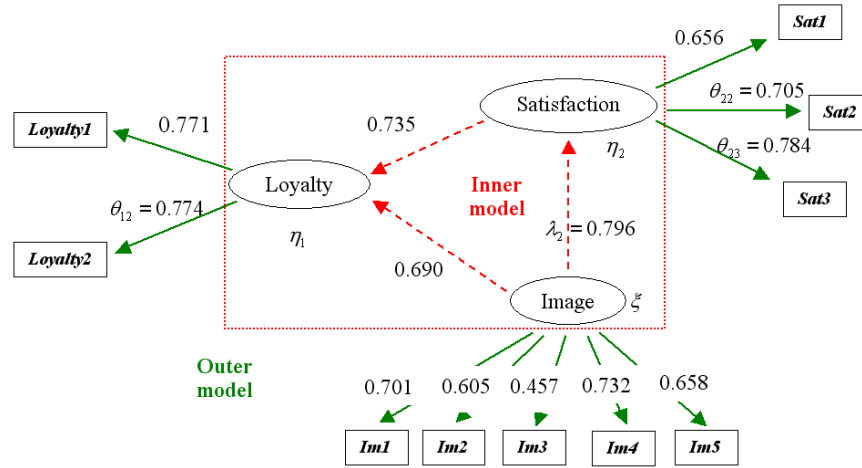 Sat1
0.656
Satisfaction
θ22 = 0.705
Sat2
Loyalty1
0.771
0.735
η2
θ23 = 0.784
Loyalty
Inner
model
Sat3
θ12 = 0.774
η1
λ2 = 0.796
Loyalty2
0.690
Image
ξ
Outer
model
0.701 0.605 0.457 0.732 0.658
Im1 Im2 Im3 Im4 Im5